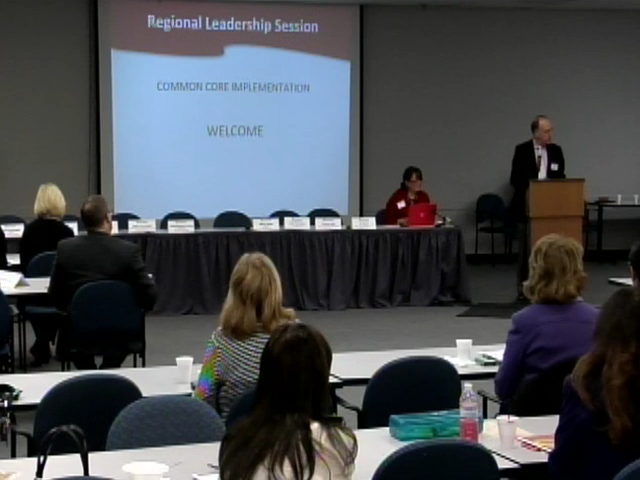 Regional Leadership Session
COMMON CORE IMPLEMENTATION
WELCOME